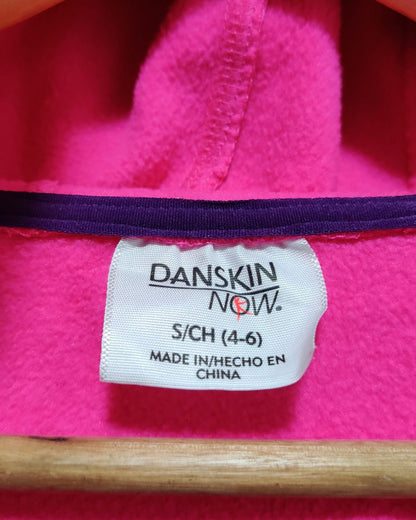 DANSKIN
NOW®
S/CH (4-6)
MADE IN/HECHO EN
CHINA